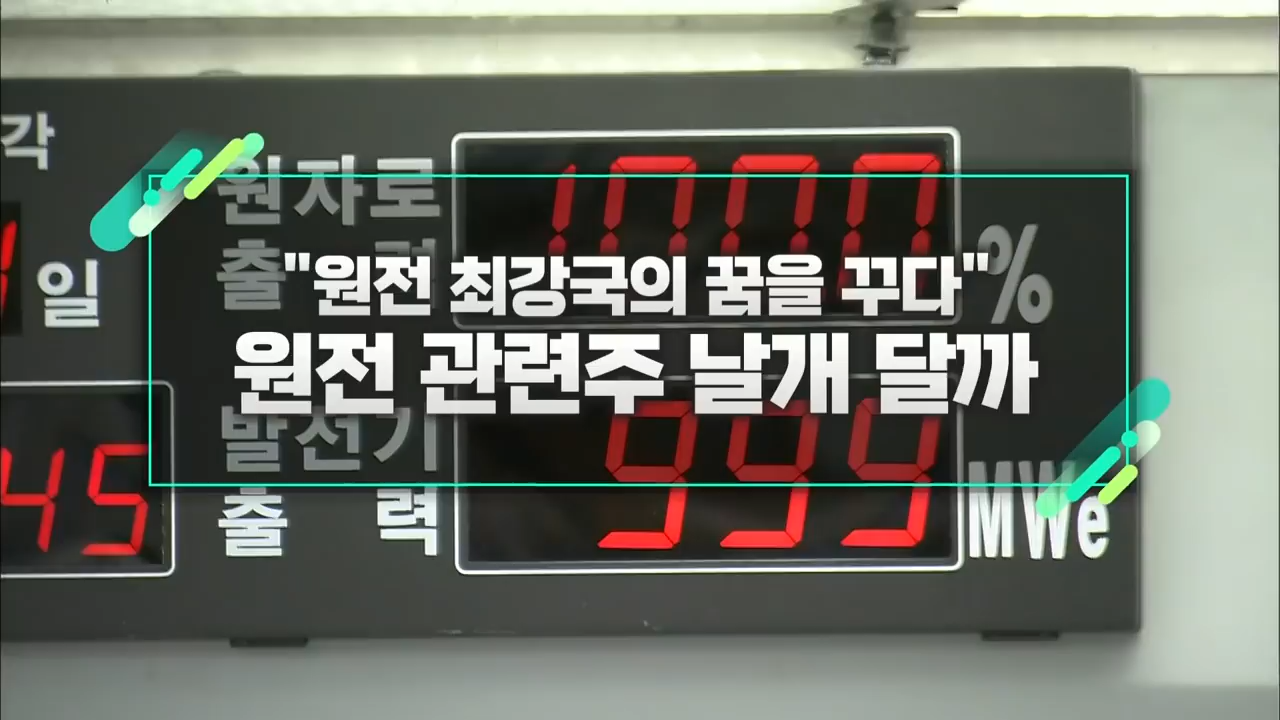 각
일
45
원자로
출력
1000
%
"원전 최강국의 꿈을 꾸다"
원전 관련주 날개 달까
발전기
출 력
999
MWe